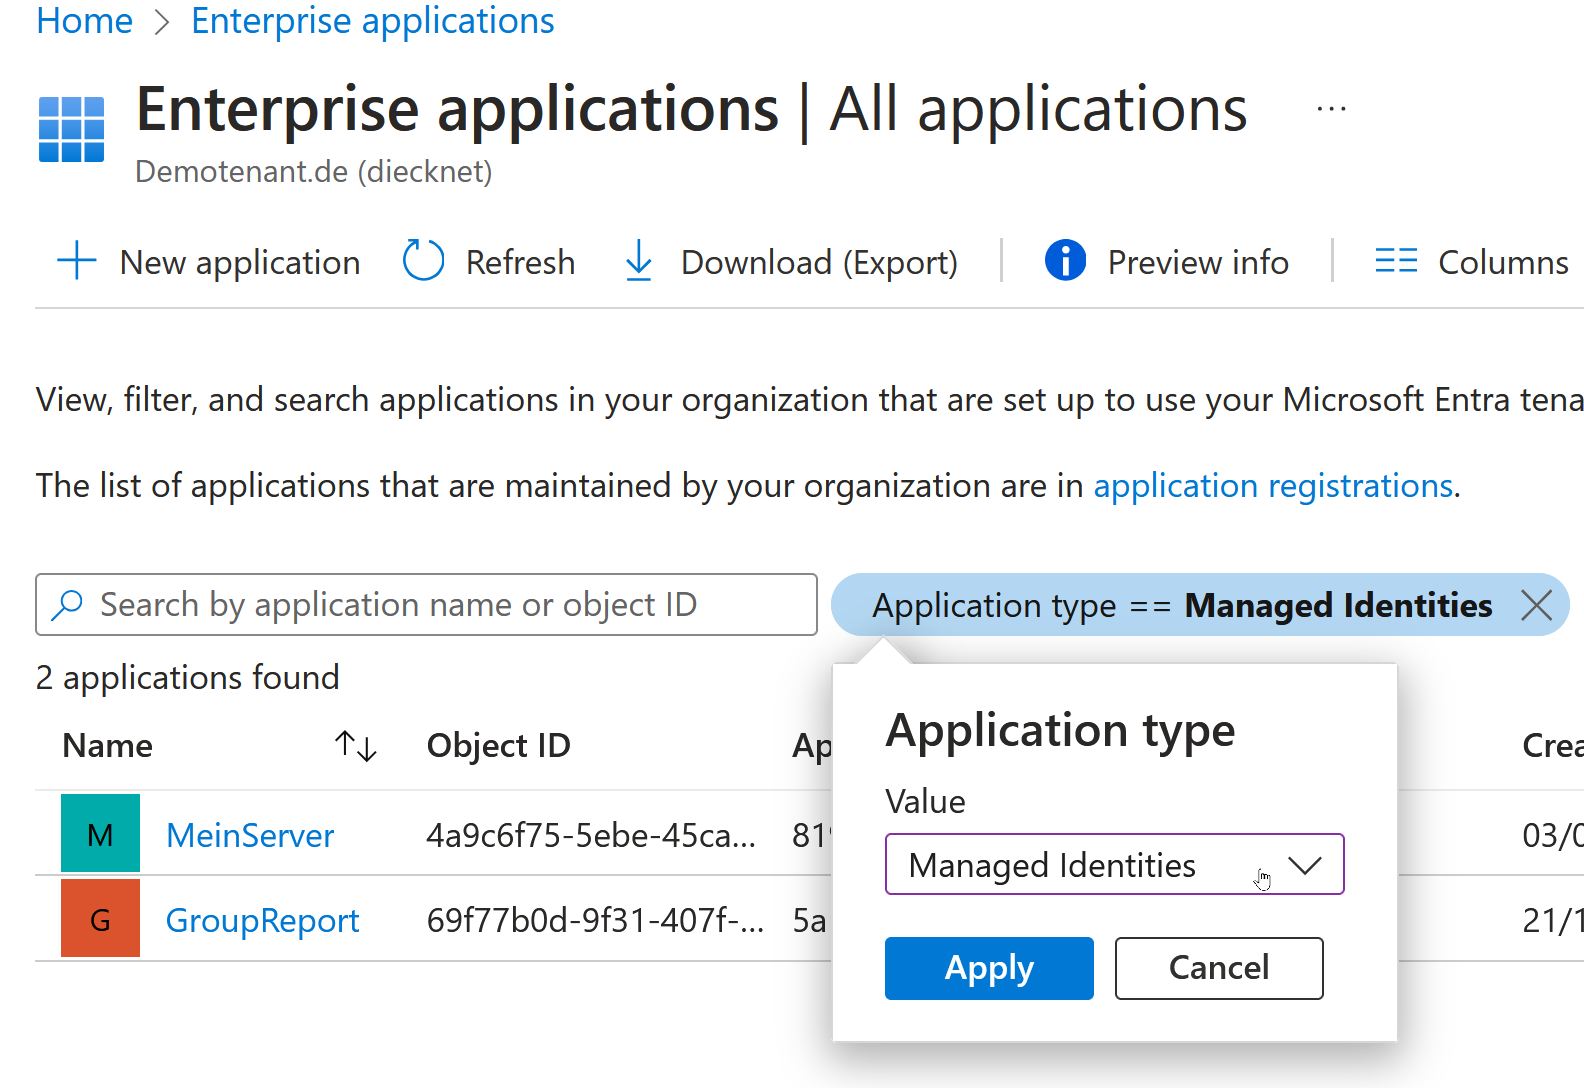 Home > Enterprise applications
Enterprise applications | All applications ...
Demotenant.de (diecknet)
New application Refresh Download (Export) Preview info Columns
View, filter, and search applications in your organization that are set up to use your Microsoft Entra tena
The list of applications that are maintained by your organization are in application registrations.
Search by application name or object ID
Application type == Managed Identities
2 applications found
Name Object ID Ap Crea
M MeinServer 4a9c6f75-5ebe-45ca... 819 03/0
G GroupReport 69f77b0d-9f31-407f-... 5a 21/1
Application type
Value
Managed Identities
Apply Cancel